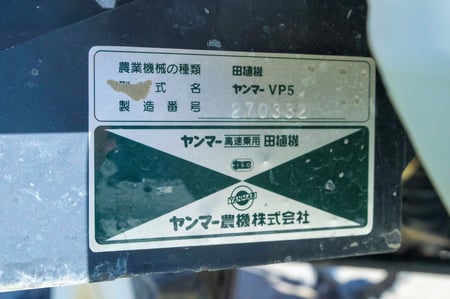 農業機械の種類 田植機
型式名 ヤンマー VP5
製造番号 270332
ヤンマー 高速乗用 田植機
YANMAR
ヤンマー農機株式会社